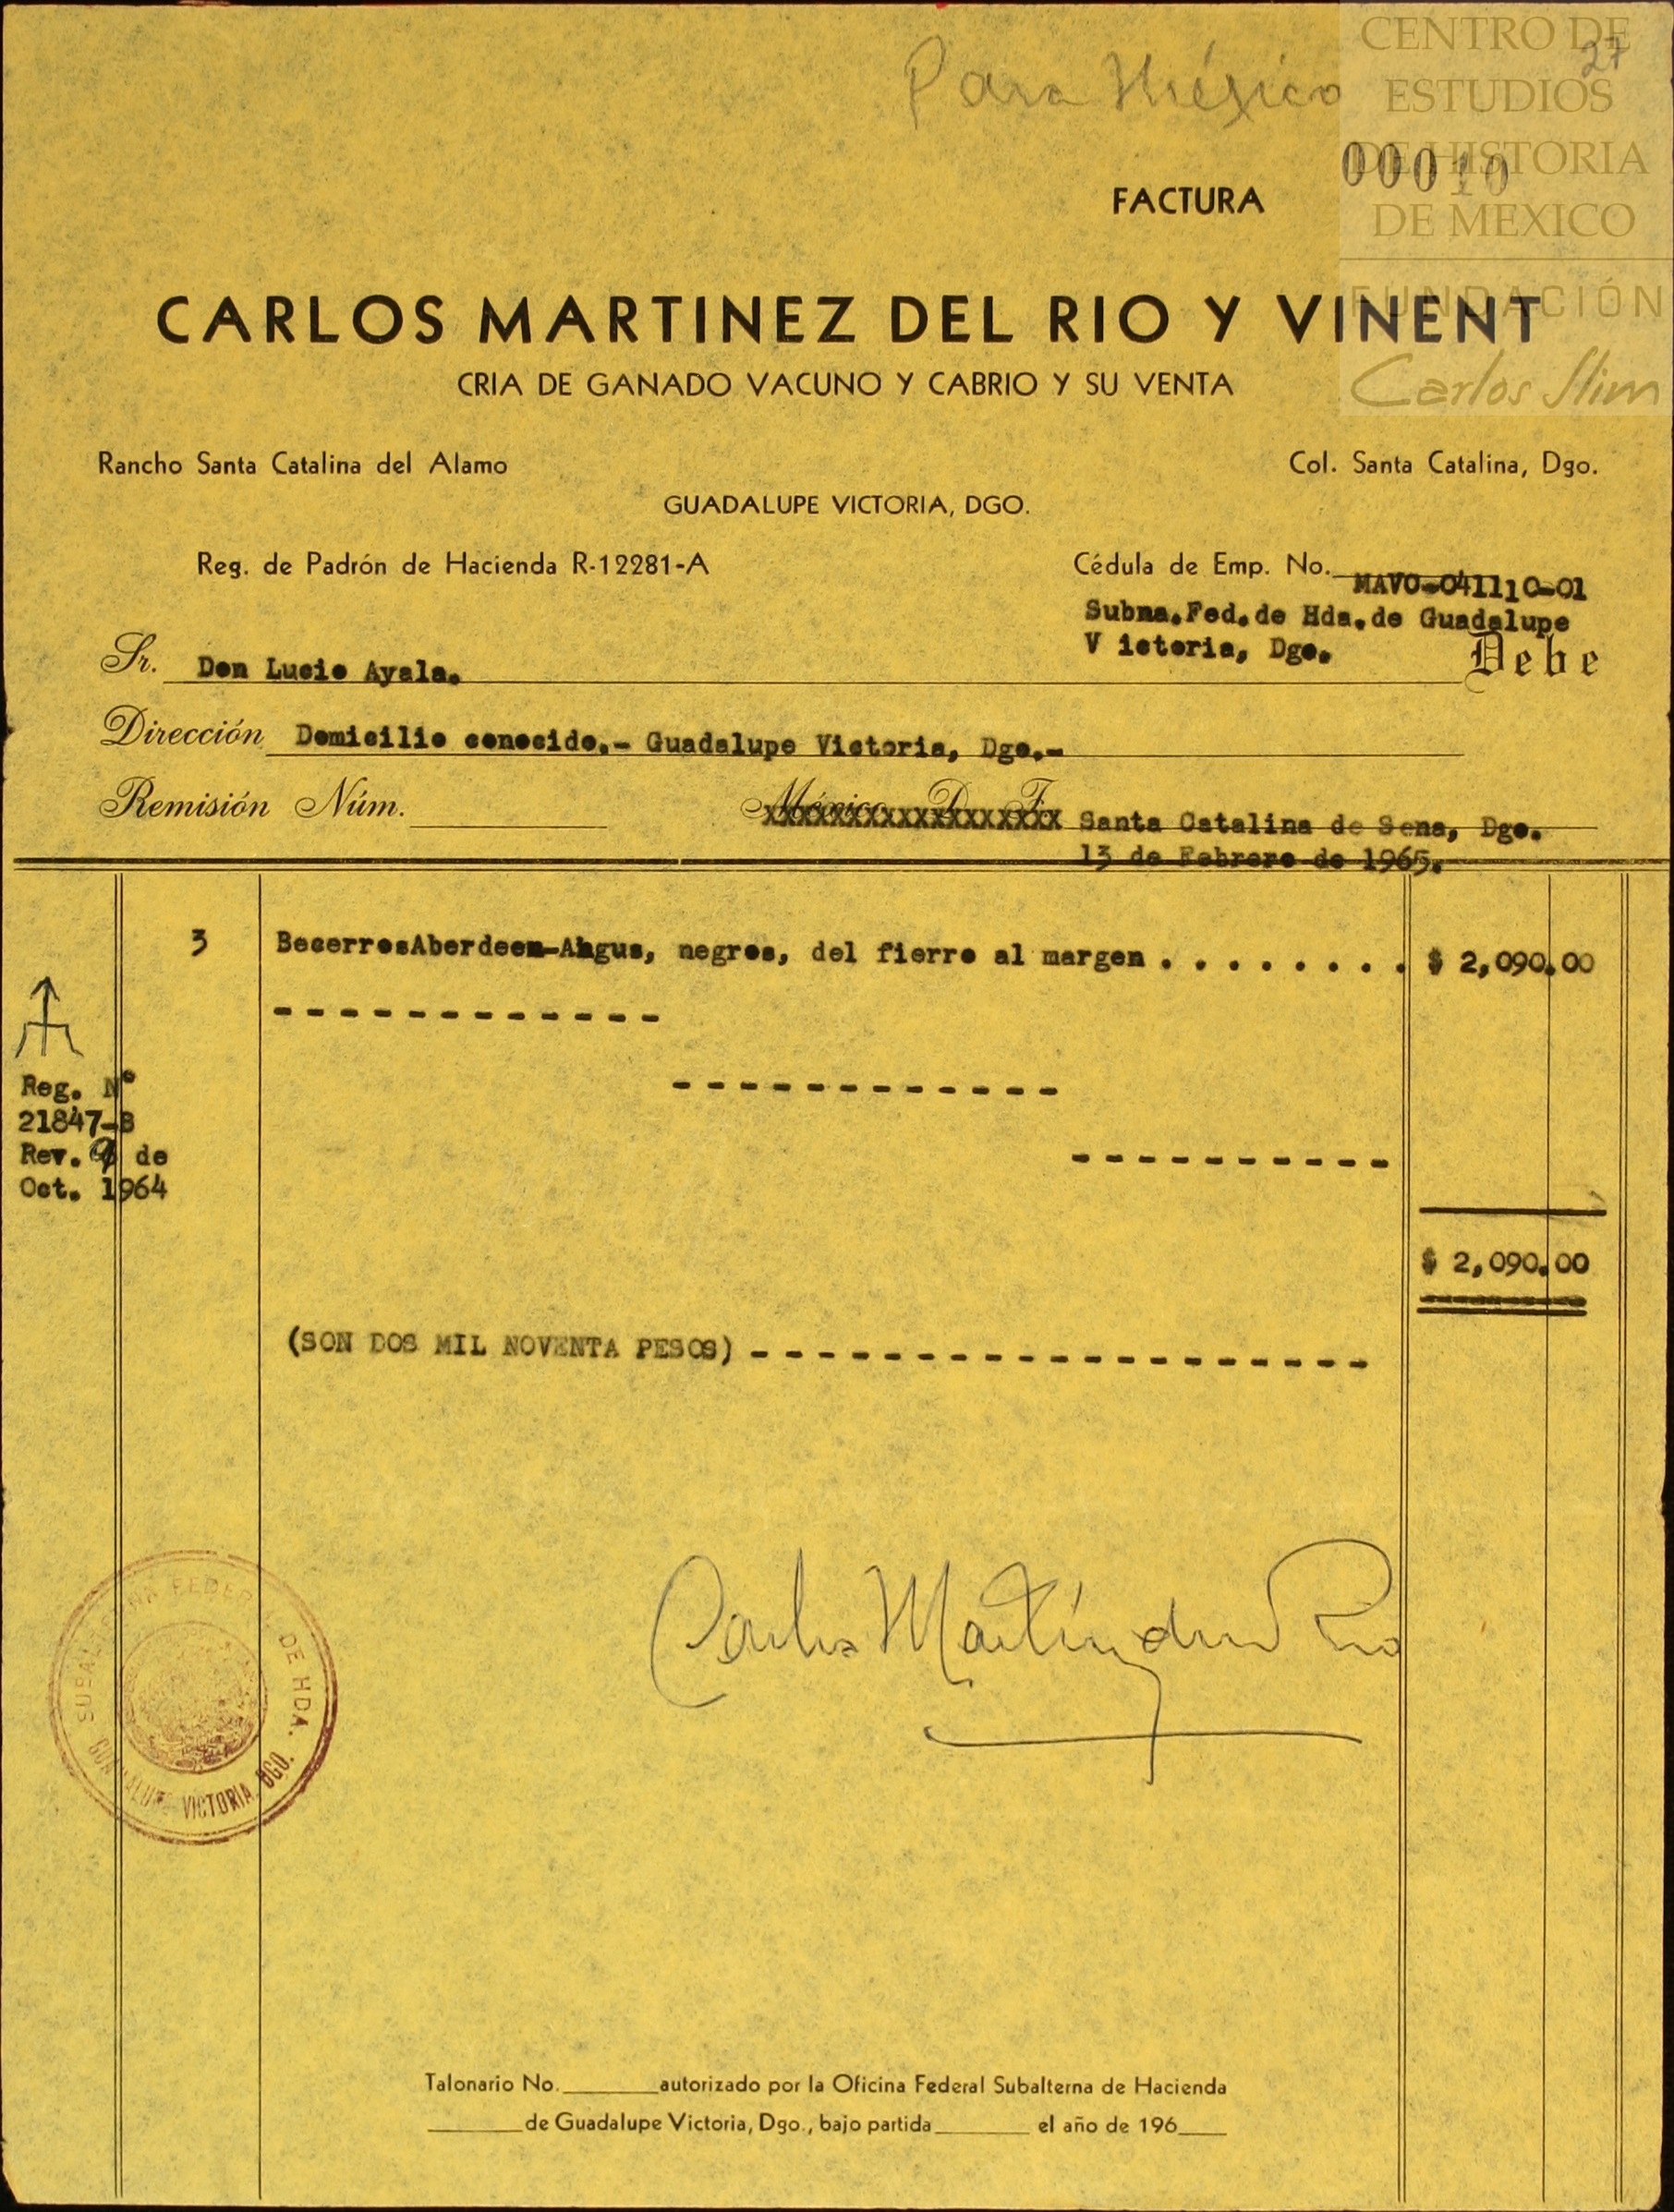 Para México
27
CENTRO DE
ESTUDIOS
DE HISTORIA
DE MEXICO
FUNDACIÓN
Carlos Slim
00010
FACTURA
CARLOS MARTINEZ DEL RIO Y VINENT
CRIA DE GANADO VACUNO Y CABRIO Y SU VENTA
Rancho Santa Catalina del Alamo
Col. Santa Catalina, Dgo.
GUADALUPE VICTORIA, DGO.
Reg. de Padrón de Hacienda R-12281-A
Cédula de Emp. No. MAVO-041110-01
Subna.Fed.de Hda.de Guadalupe
V ictoria, Dgo.
Sr. Don Lucio Ayala.
Debe
Dirección Domicilio conocido.- Guadalupe Victoria, Dgo.-
Remisión Núm. México, D. F. Santa Catalina de Sena, Dgo.
13 de Febrero de 1965.
3 BecerrosAberdeen-Angus, negros, del fierro al margen . . . . . . . . $ 2,090.00
Reg. Nº
21847-B
Rev. 9 de
Oct. 1964
$ 2,090.00
(SON DOS MIL NOVENTA PESOS) - - - - - - - - - - - - - - - - - - -
Carlos Martínez del Rio
SUBALTERNA FEDERAL DE HDA.
GUADALUPE VICTORIA, DGO.
Talonario No. autorizado por la Oficina Federal Subalterna de Hacienda
de Guadalupe Victoria, Dgo., bajo partida el año de 196